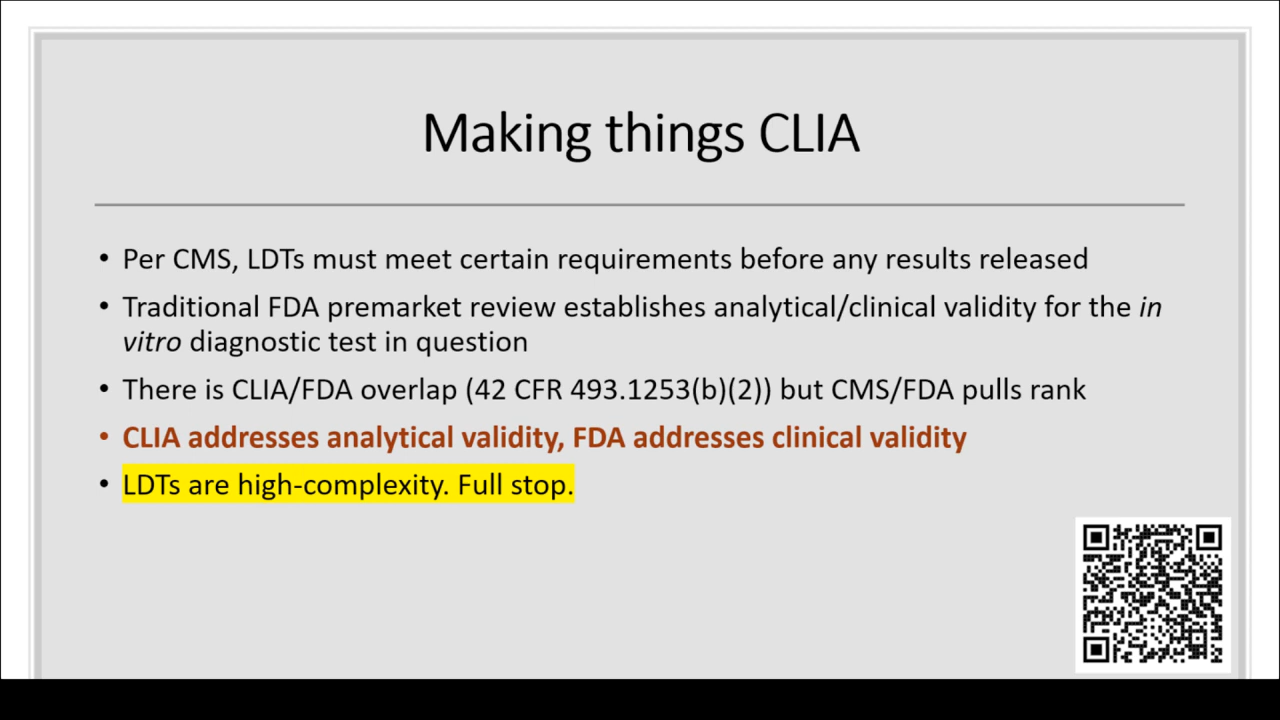 Making things CLIA
• Per CMS, LDTs must meet certain requirements before any results released
• Traditional FDA premarket review establishes analytical/clinical validity for the in
vitro diagnostic test in question
• There is CLIA/FDA overlap (42 CFR 493.1253(b)(2)) but CMS/FDA pulls rank
• CLIA addresses analytical validity, FDA addresses clinical validity
• LDTs are high-complexity. Full stop.